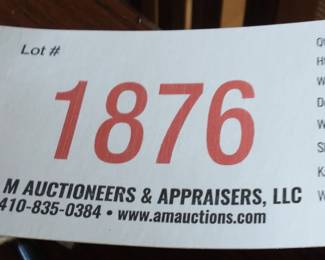 Lot #
1876
M AUCTIONEERS & APPRAISERS, LLC
410-835-0384 • www.amauctions.com